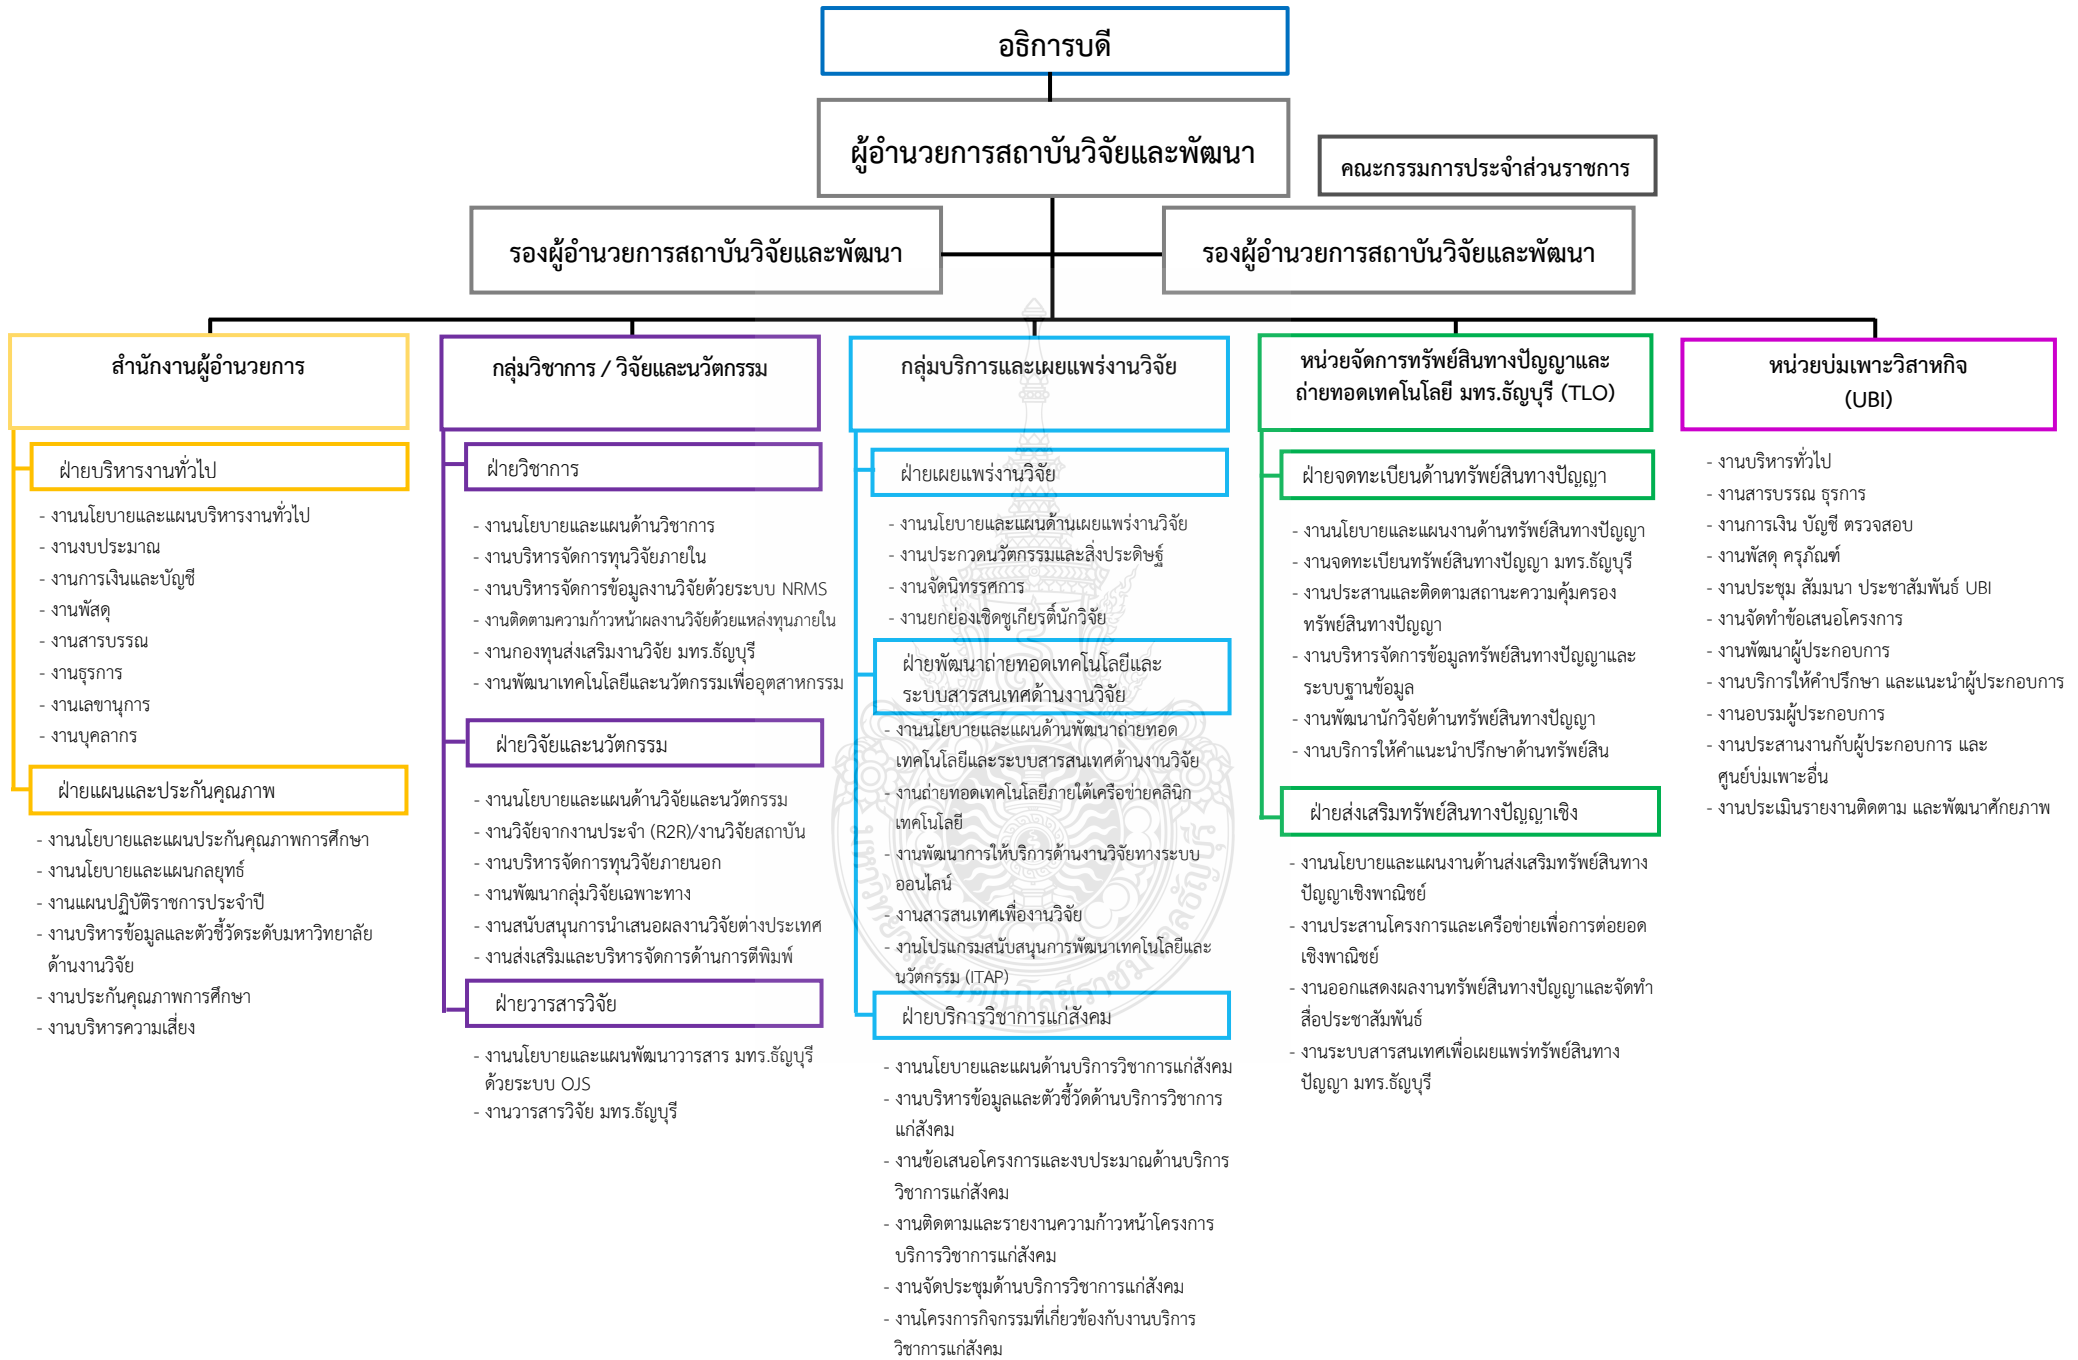 อธิการบดี
ผู้อำนวยการสถาบันวิจัยและพัฒนา
คณะกรรมการประจำส่วนราชการ
รองผู้อำนวยการสถาบันวิจัยและพัฒนา
รองผู้อำนวยการสถาบันวิจัยและพัฒนา
สำนักงานผู้อำนวยการ
ฝ่ายบริหารงานทั่วไป
- งานนโยบายและแผนบริหารงานทั่วไป
- งานงบประมาณ
- งานการเงินและบัญชี
- งานพัสดุ
- งานสารบรรณ
- งานธุรการ
- งานเลขานุการ
- งานบุคลากร
ฝ่ายแผนและประกันคุณภาพ
- งานนโยบายและแผนประกันคุณภาพการศึกษา
- งานนโยบายและแผนกลยุทธ์
- งานแผนปฏิบัติราชการประจำปี
- งานบริหารข้อมูลและตัวชี้วัดระดับมหาวิทยาลัย
ด้านงานวิจัย
- งานประกันคุณภาพการศึกษา
- งานบริหารความเสี่ยง
กลุ่มวิชาการ / วิจัยและนวัตกรรม
ฝ่ายวิชาการ
- งานนโยบายและแผนด้านวิชาการ
- งานบริหารจัดการทุนวิจัยภายใน
- งานบริหารจัดการข้อมูลงานวิจัยด้วยระบบ NRMS
- งานติดตามความก้าวหน้าผลงานวิจัยด้วยแหล่งทุนภายใน
- งานกองทุนส่งเสริมงานวิจัย มทร.ธัญบุรี
- งานพัฒนาเทคโนโลยีและนวัตกรรมเพื่ออุตสาหกรรม
ฝ่ายวิจัยและนวัตกรรม
- งานนโยบายและแผนด้านวิจัยและนวัตกรรม
- งานวิจัยจากงานประจำ (R2R)/งานวิจัยสถาบัน
- งานบริหารจัดการทุนวิจัยภายนอก
- งานพัฒนากลุ่มวิจัยเฉพาะทาง
- งานสนับสนุนการนำเสนอผลงานวิจัยต่างประเทศ
- งานส่งเสริมและบริหารจัดการด้านการตีพิมพ์
ฝ่ายวารสารวิจัย
- งานนโยบายและแผนพัฒนาวารสาร มทร.ธัญบุรี
ด้วยระบบ OJS
- งานวารสารวิจัย มทร.ธัญบุรี
กลุ่มบริการและเผยแพร่งานวิจัย
ฝ่ายเผยแพร่งานวิจัย
- งานนโยบายและแผนด้านเผยแพร่งานวิจัย
- งานประกวดนวัตกรรมและสิ่งประดิษฐ์
- งานจัดนิทรรศการ
- งานยกย่องเชิดชูเกียรตินักวิจัย
ฝ่ายพัฒนาถ่ายทอดเทคโนโลยีและ
ระบบสารสนเทศด้านงานวิจัย
- งานนโยบายและแผนด้านพัฒนาถ่ายทอด
เทคโนโลยีและระบบสารสนเทศด้านงานวิจัย
- งานถ่ายทอดเทคโนโลยีภายใต้เครือข่ายคลินิก
เทคโนโลยี
- งานพัฒนาการให้บริการด้านงานวิจัยทางระบบ
ออนไลน์
- งานสารสนเทศเพื่องานวิจัย
- งานโปรแกรมสนับสนุนการพัฒนาเทคโนโลยีและ
นวัตกรรม (ITAP)
ฝ่ายบริการวิชาการแก่สังคม
- งานนโยบายและแผนด้านบริการวิชาการแก่สังคม
- งานบริหารข้อมูลและตัวชี้วัดด้านบริการวิชาการ
แก่สังคม
- งานข้อเสนอโครงการและงบประมาณด้านบริการ
วิชาการแก่สังคม
- งานติดตามและรายงานความก้าวหน้าโครงการ
บริการวิชาการแก่สังคม
- งานจัดประชุมด้านบริการวิชาการแก่สังคม
- งานโครงการกิจกรรมที่เกี่ยวข้องกับงานบริการ
วิชาการแก่สังคม
หน่วยจัดการทรัพย์สินทางปัญญาและ
ถ่ายทอดเทคโนโลยี มทร.ธัญบุรี (TLO)
ฝ่ายจดทะเบียนด้านทรัพย์สินทางปัญญา
- งานนโยบายและแผนงานด้านทรัพย์สินทางปัญญา
- งานจดทะเบียนทรัพย์สินทางปัญญา มทร.ธัญบุรี
- งานประสานและติดตามสถานะความคุ้มครอง
ทรัพย์สินทางปัญญา
- งานบริหารจัดการข้อมูลทรัพย์สินทางปัญญาและ
ระบบฐานข้อมูล
- งานพัฒนานักวิจัยด้านทรัพย์สินทางปัญญา
- งานบริการให้คำแนะนำปรึกษาด้านทรัพย์สิน
ฝ่ายส่งเสริมทรัพย์สินทางปัญญาเชิง
- งานนโยบายและแผนงานด้านส่งเสริมทรัพย์สินทาง
ปัญญาเชิงพาณิชย์
- งานประสานโครงการและเครือข่ายเพื่อการต่อยอด
เชิงพาณิชย์
- งานออกแสดงผลงานทรัพย์สินทางปัญญาและจัดทำ
สื่อประชาสัมพันธ์
- งานระบบสารสนเทศเพื่อเผยแพร่ทรัพย์สินทาง
ปัญญา มทร.ธัญบุรี
หน่วยบ่มเพาะวิสาหกิจ
(UBI)
- งานบริหารทั่วไป
- งานสารบรรณ ธุรการ
- งานการเงิน บัญชี ตรวจสอบ
- งานพัสดุ ครุภัณฑ์
- งานประชุม สัมมนา ประชาสัมพันธ์ UBI
- งานจัดทำข้อเสนอโครงการ
- งานพัฒนาผู้ประกอบการ
- งานบริการให้คำปรึกษา และแนะนำผู้ประกอบการ
- งานอบรมผู้ประกอบการ
- งานประสานงานกับผู้ประกอบการ และ
ศูนย์บ่มเพาะอื่น
- งานประเมินรายงานติดตาม และพัฒนาศักยภาพ
มหาวิทยาลัยเทคโนโลยีราชมงคลธัญบุรี